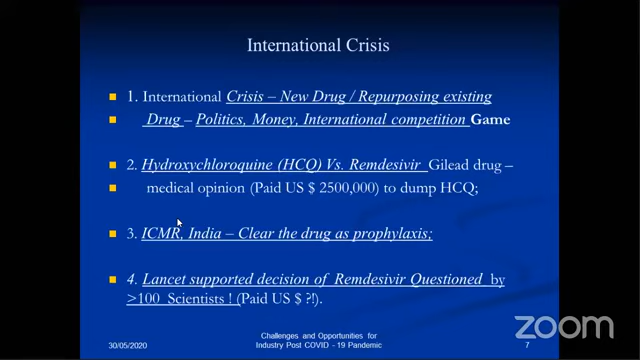 International Crisis
1. International Crisis – New Drug / Repurposing existing
Drug – Politics, Money, International competition Game
2. Hydroxychloroquine (HCQ) Vs. Remdesivir Gilead drug –
medical opinion (Paid US $ 2500,000) to dump HCQ;
3. ICMR, India – Clear the drug as prophylaxis;
4. Lancet supported decision of Remdesivir Questioned by
>100 Scientists ! (Paid US $ ?!).
30/05/2020
Challenges and Opportunities for
Industry Post COVID - 19 Pandemic
7
zoom